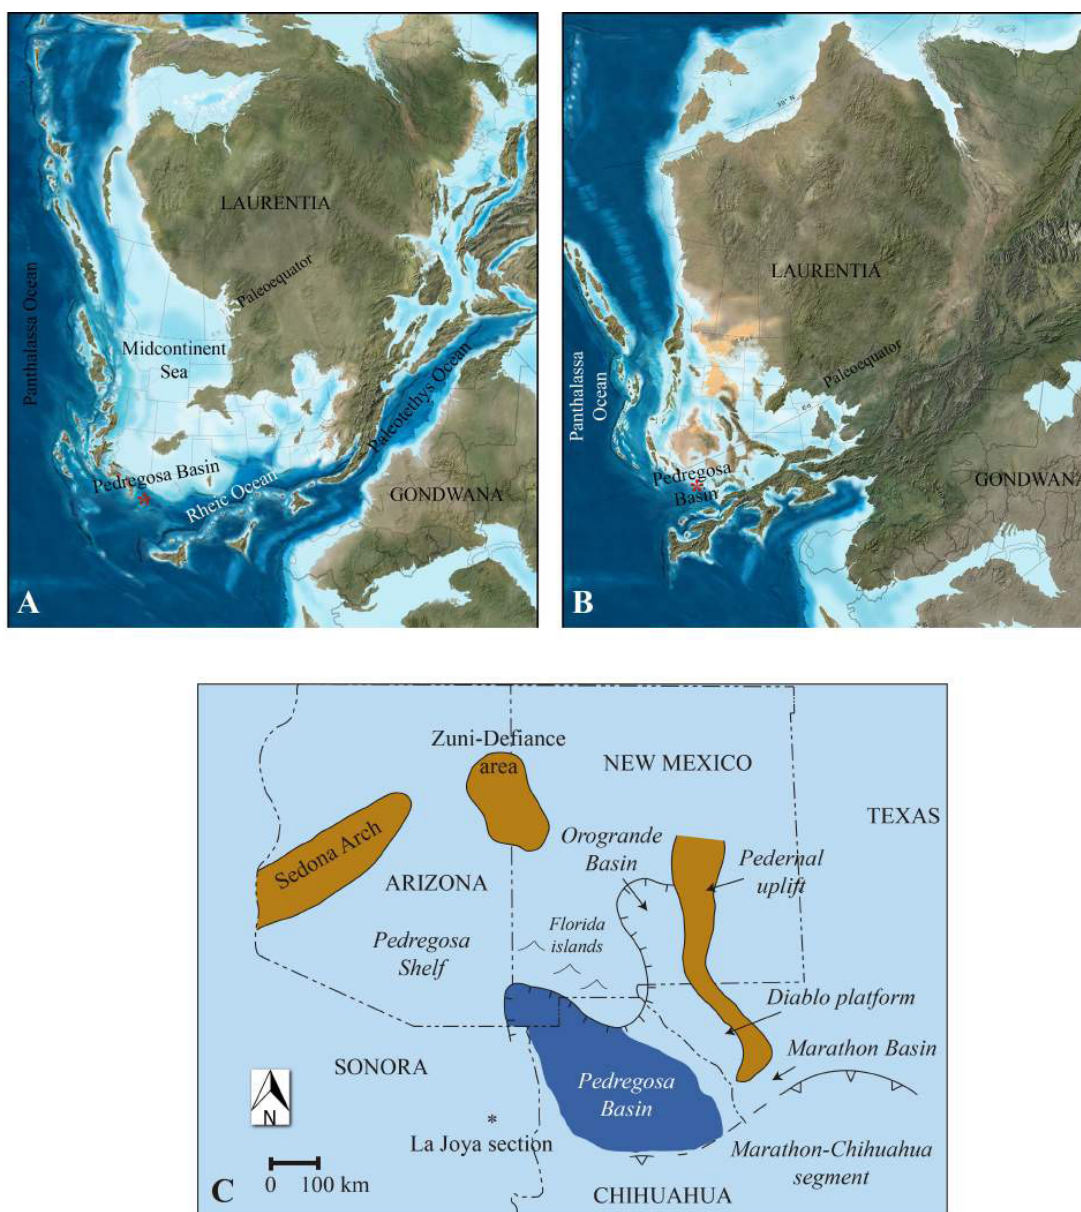 LAURENTIA
Paleoequator
Panthalassa Ocean
Midcontinent
Sea
Paleotethys Ocean
Pedregosa Basin
*
Rheic Ocean
GONDWANA
A
LAURENTIA
Paleoequator
Panthalassa
Ocean
Pedregosa
*
Basin
GONDWANA
B
Zuni-Defiance
area
NEW MEXICO
TEXAS
Orogrande
Basin
Pedernal
uplift
Sedona Arch
ARIZONA
Florida
islands
Pedregosa
Shelf
Diablo platform
Marathon Basin
SONORA
Pedregosa
Basin
N
*
La Joya section
Marathon-Chihuahua
segment
0 100 km
C
CHIHUAHUA